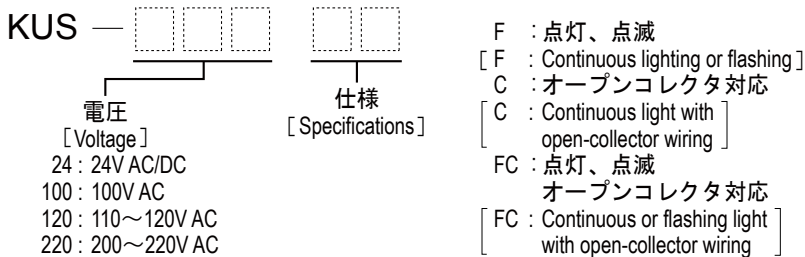 KUS —
電圧
[Voltage]
24 : 24V AC/DC
100 : 100V AC
120 : 110～120V AC
220 : 200～220V AC
仕様
[Specifications]
F : 点灯、点滅
[F : Continuous lighting or flashing]
C : オープンコレクタ対応
[C : Continuous light with
open-collector wiring]
FC : 点灯、点滅
オープンコレクタ対応
[FC : Continuous or flashing light
with open-collector wiring]